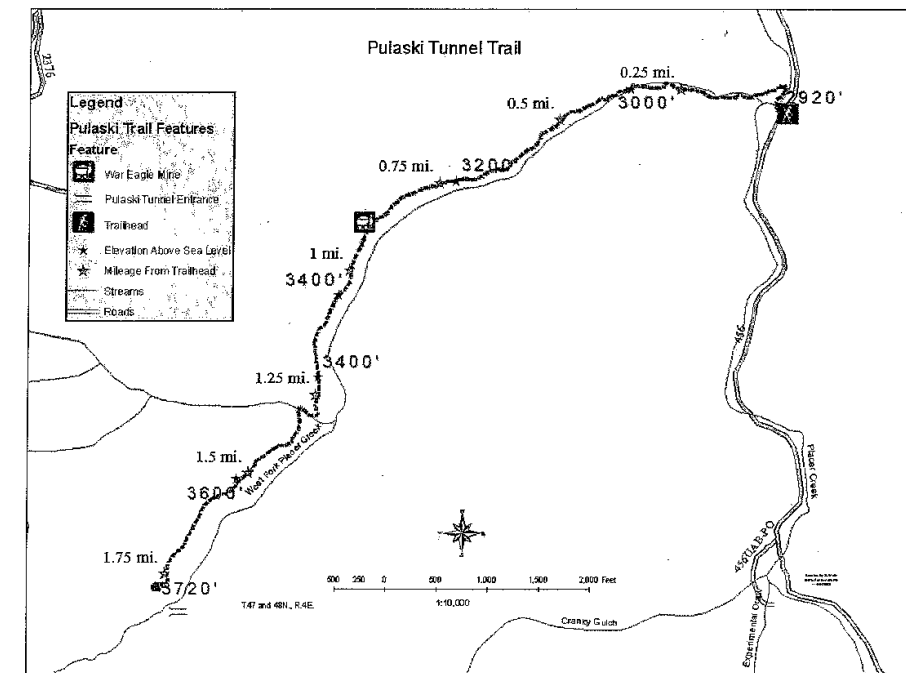 Pulaski Tunnel Trail
2376
Legend
Pulaski Trail Features
Feature
War Eagle Mine
Pulaski Tunnel Entrance
Trailhead
Elevation Above Sea Level
Mileage From Trailhead
Streams
Roads
0.25 mi.
2920'
3000'
0.5 mi.
3200'
0.75 mi.
1 mi.
3400'
3400'
1.25 mi.
456
West Fork Placer Creek
1.5 mi.
3600'
Placer Creek
456UAB-PO
1.75 mi.
3720'
500 250 0 500 1,000 1,500 2,000 Feet
1:10,000
T.47 and 48N., R.4E.
Cranky Gulch
Experimental